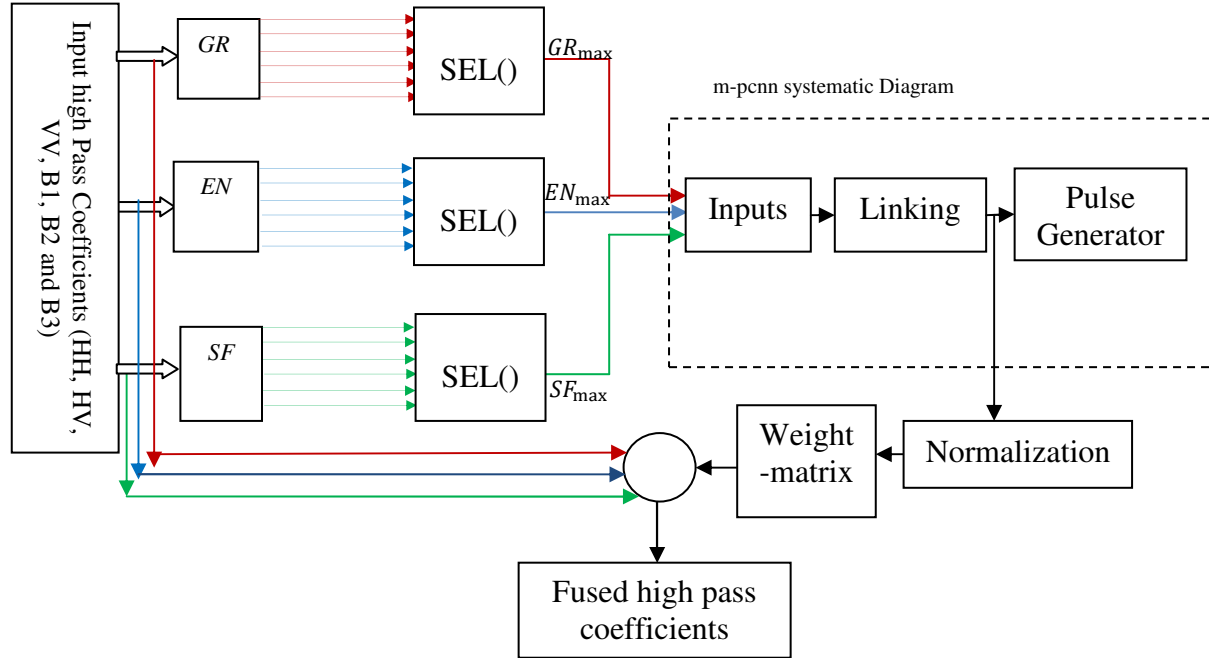 Input high Pass Coefficients (HH, HV,
VV, B1, B2 and B3)
GR
SEL()
GRmax
EN
SEL()
ENmax
SF
SEL()
SFmax
m-pcnn systematic Diagram
Inputs
Linking
Pulse
Generator
Weight
-matrix
Normalization
Fused high pass
coefficients